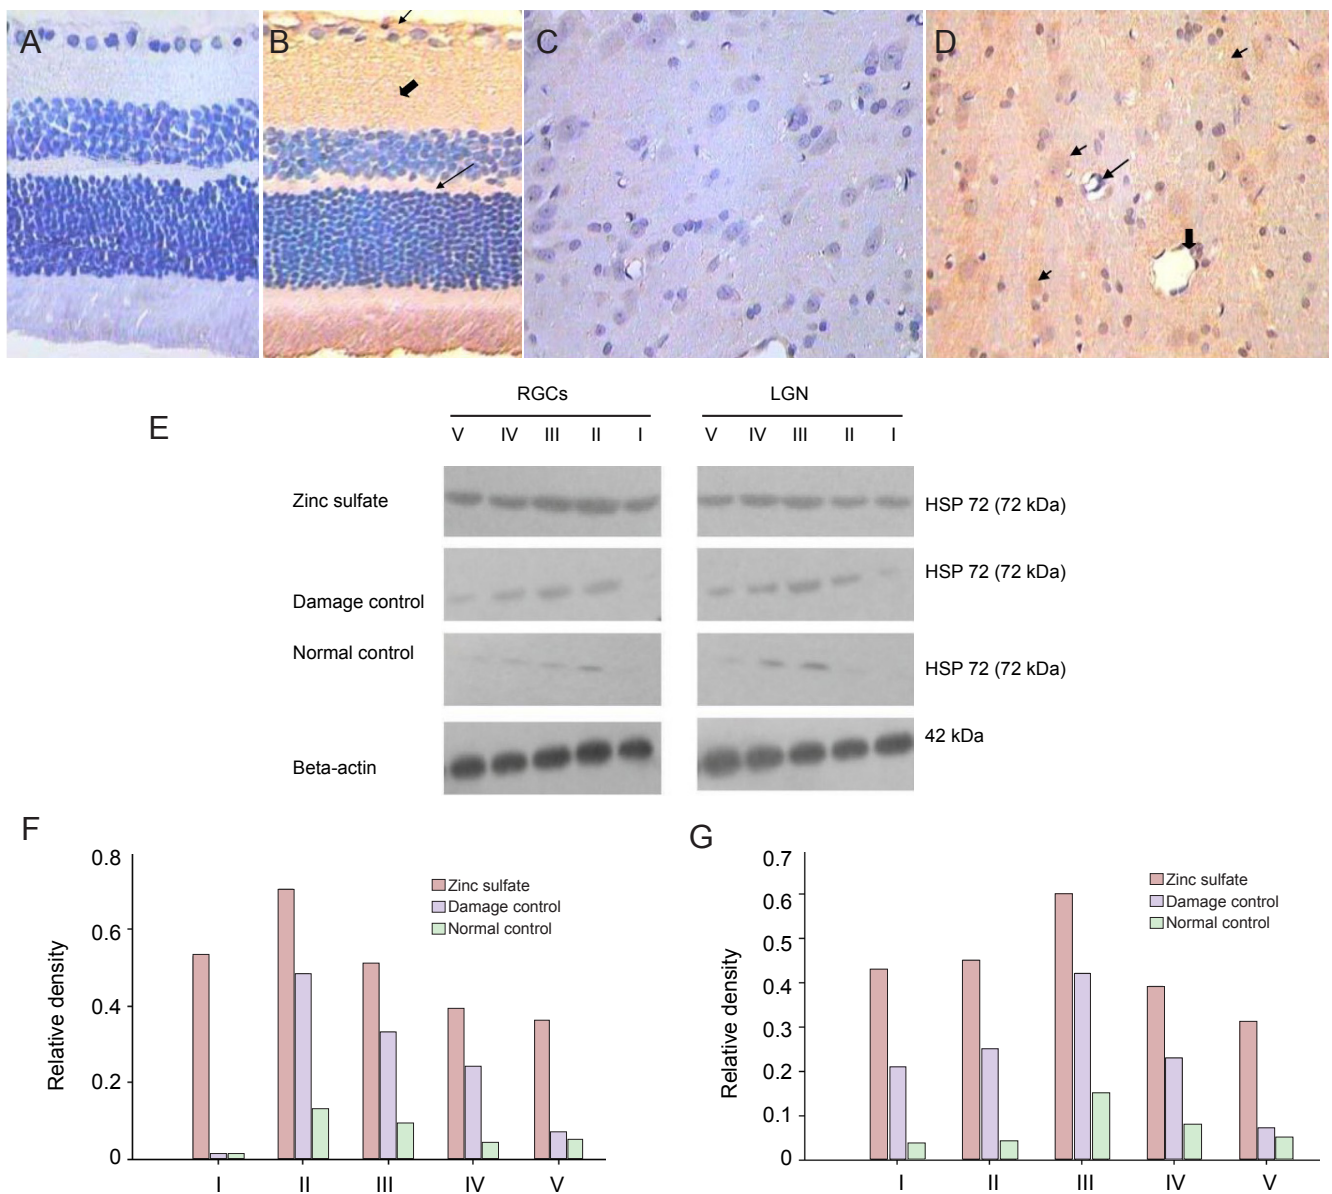 A
B
C
D
E
RGCs
LGN
V IV III II I
V IV III II I
Zinc sulfate
HSP 72 (72 kDa)
Damage control
HSP 72 (72 kDa)
Normal control
HSP 72 (72 kDa)
Beta-actin
42 kDa
F
Relative density
0.8
0.6
0.4
0.2
0
Zinc sulfate
Damage control
Normal control
I II III IV V
G
Relative density
0.7
0.6
0.5
0.4
0.3
0.2
0.1
0
Zinc sulfate
Damage control
Normal control
I II III IV V